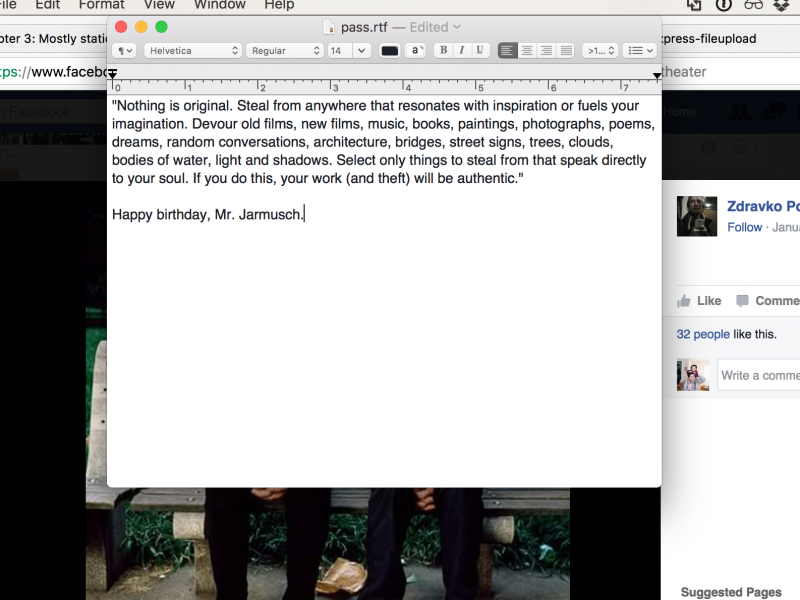 File Edit Format View Window Help
pass.rtf — Edited
pter 3: Mostly stati
press-fileupload
Helvetica Regular 14 a B I U >1...
tps://www.facebo
theater
0 1 2 3 4 5 6 7
n Facebook
Home
"Nothing is original. Steal from anywhere that resonates with inspiration or fuels your
imagination. Devour old films, new films, music, books, paintings, photographs, poems,
dreams, random conversations, architecture, bridges, street signs, trees, clouds,
bodies of water, light and shadows. Select only things to steal from that speak directly
to your soul. If you do this, your work (and theft) will be authentic."
Happy birthday, Mr. Jarmusch.
Zdravko Po
Follow · Janua
Like Comme
32 people like this.
Write a comme
Suggested Pages